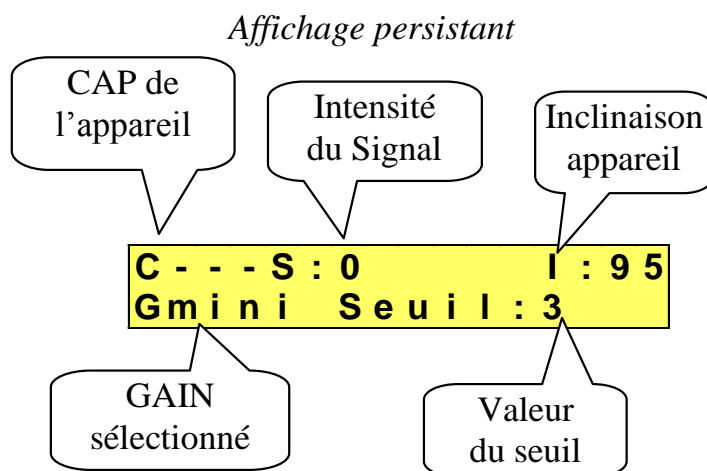 Affichage persistant
CAP de
l'appareil
Intensité
du Signal
Inclinaison
appareil
C---S:0 I:95
Gmini Seuil:3
GAIN
sélectionné
Valeur
du seuil